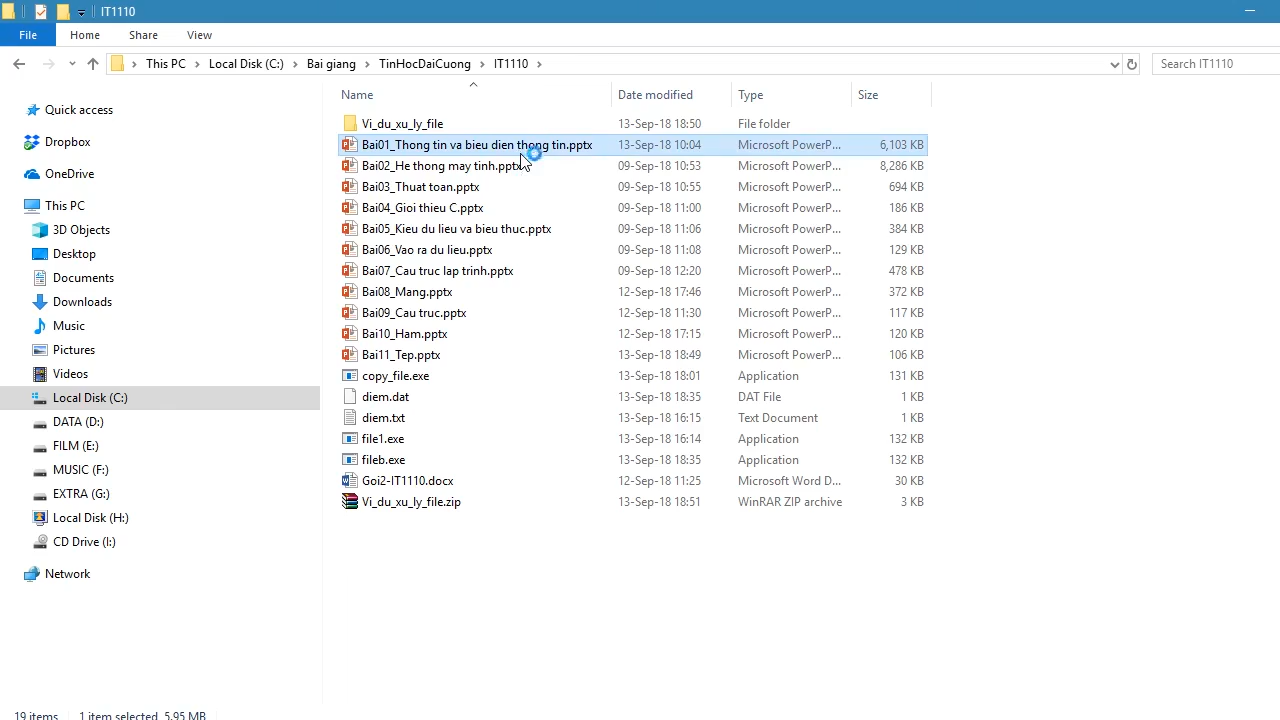 IT1110
File Home Share View
This PC Local Disk (C:) Bai giang TinHocDaiCuong IT1110 Search IT1110
Name Date modified Type Size
Quick access
Dropbox
OneDrive
This PC
3D Objects
Desktop
Documents
Downloads
Music
Pictures
Videos
Local Disk (C:)
DATA (D:)
FILM (E:)
MUSIC (F:)
EXTRA (G:)
Local Disk (H:)
CD Drive (I:)
Network
Vi_du_xu_ly_file 13-Sep-18 18:50 File folder
Bai01_Thong tin va bieu dien thong tin.pptx 13-Sep-18 10:04 Microsoft PowerP... 6,103 KB
Bai02_He thong may tinh.pptx 09-Sep-18 10:53 Microsoft PowerP... 8,286 KB
Bai03_Thuat toan.pptx 09-Sep-18 10:55 Microsoft PowerP... 694 KB
Bai04_Gioi thieu C.pptx 09-Sep-18 11:00 Microsoft PowerP... 186 KB
Bai05_Kieu du lieu va bieu thuc.pptx 09-Sep-18 11:06 Microsoft PowerP... 384 KB
Bai06_Vao ra du lieu.pptx 09-Sep-18 11:08 Microsoft PowerP... 129 KB
Bai07_Cau truc lap trinh.pptx 09-Sep-18 12:20 Microsoft PowerP... 478 KB
Bai08_Mang.pptx 12-Sep-18 17:46 Microsoft PowerP... 372 KB
Bai09_Cau truc.pptx 12-Sep-18 11:30 Microsoft PowerP... 117 KB
Bai10_Ham.pptx 12-Sep-18 17:15 Microsoft PowerP... 120 KB
Bai11_Tep.pptx 13-Sep-18 18:49 Microsoft PowerP... 106 KB
copy_file.exe 13-Sep-18 18:01 Application 131 KB
diem.dat 13-Sep-18 18:35 DAT File 1 KB
diem.txt 13-Sep-18 16:15 Text Document 1 KB
file1.exe 13-Sep-18 16:14 Application 132 KB
fileb.exe 13-Sep-18 18:35 Application 132 KB
Goi2-IT1110.docx 12-Sep-18 11:25 Microsoft Word D... 30 KB
Vi_du_xu_ly_file.zip 13-Sep-18 18:51 WinRAR ZIP archive 3 KB
19 items 1 item selected 5.95 MB